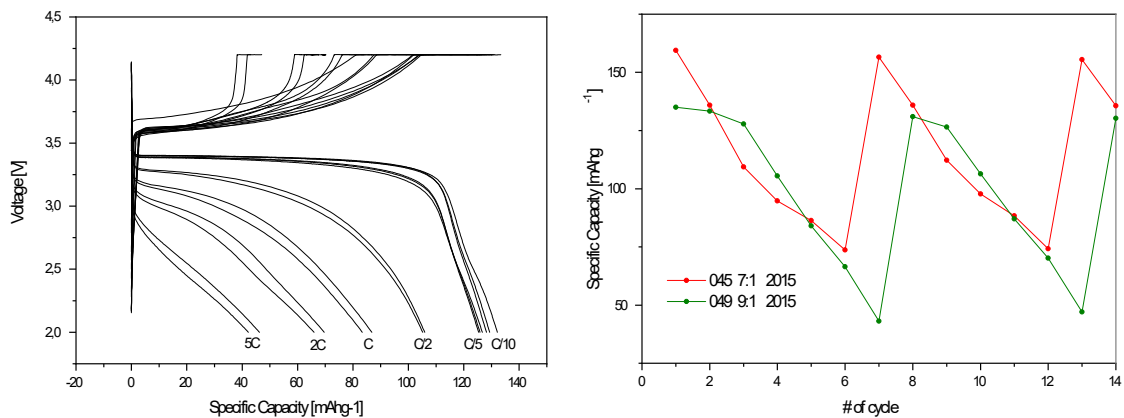 4,5
4,0
3,5
3,0
2,5
2,0
Voltage [V]
5C 2C C C/2 C/5 C/10
-20 0 20 40 60 80 100 120 140
Specific Capacity [mAhg-1]
150
100
50
Specific Capacity [mAhg-1]
045 7:1 2015
049 9:1 2015
0 2 4 6 8 10 12 14
# of cycle